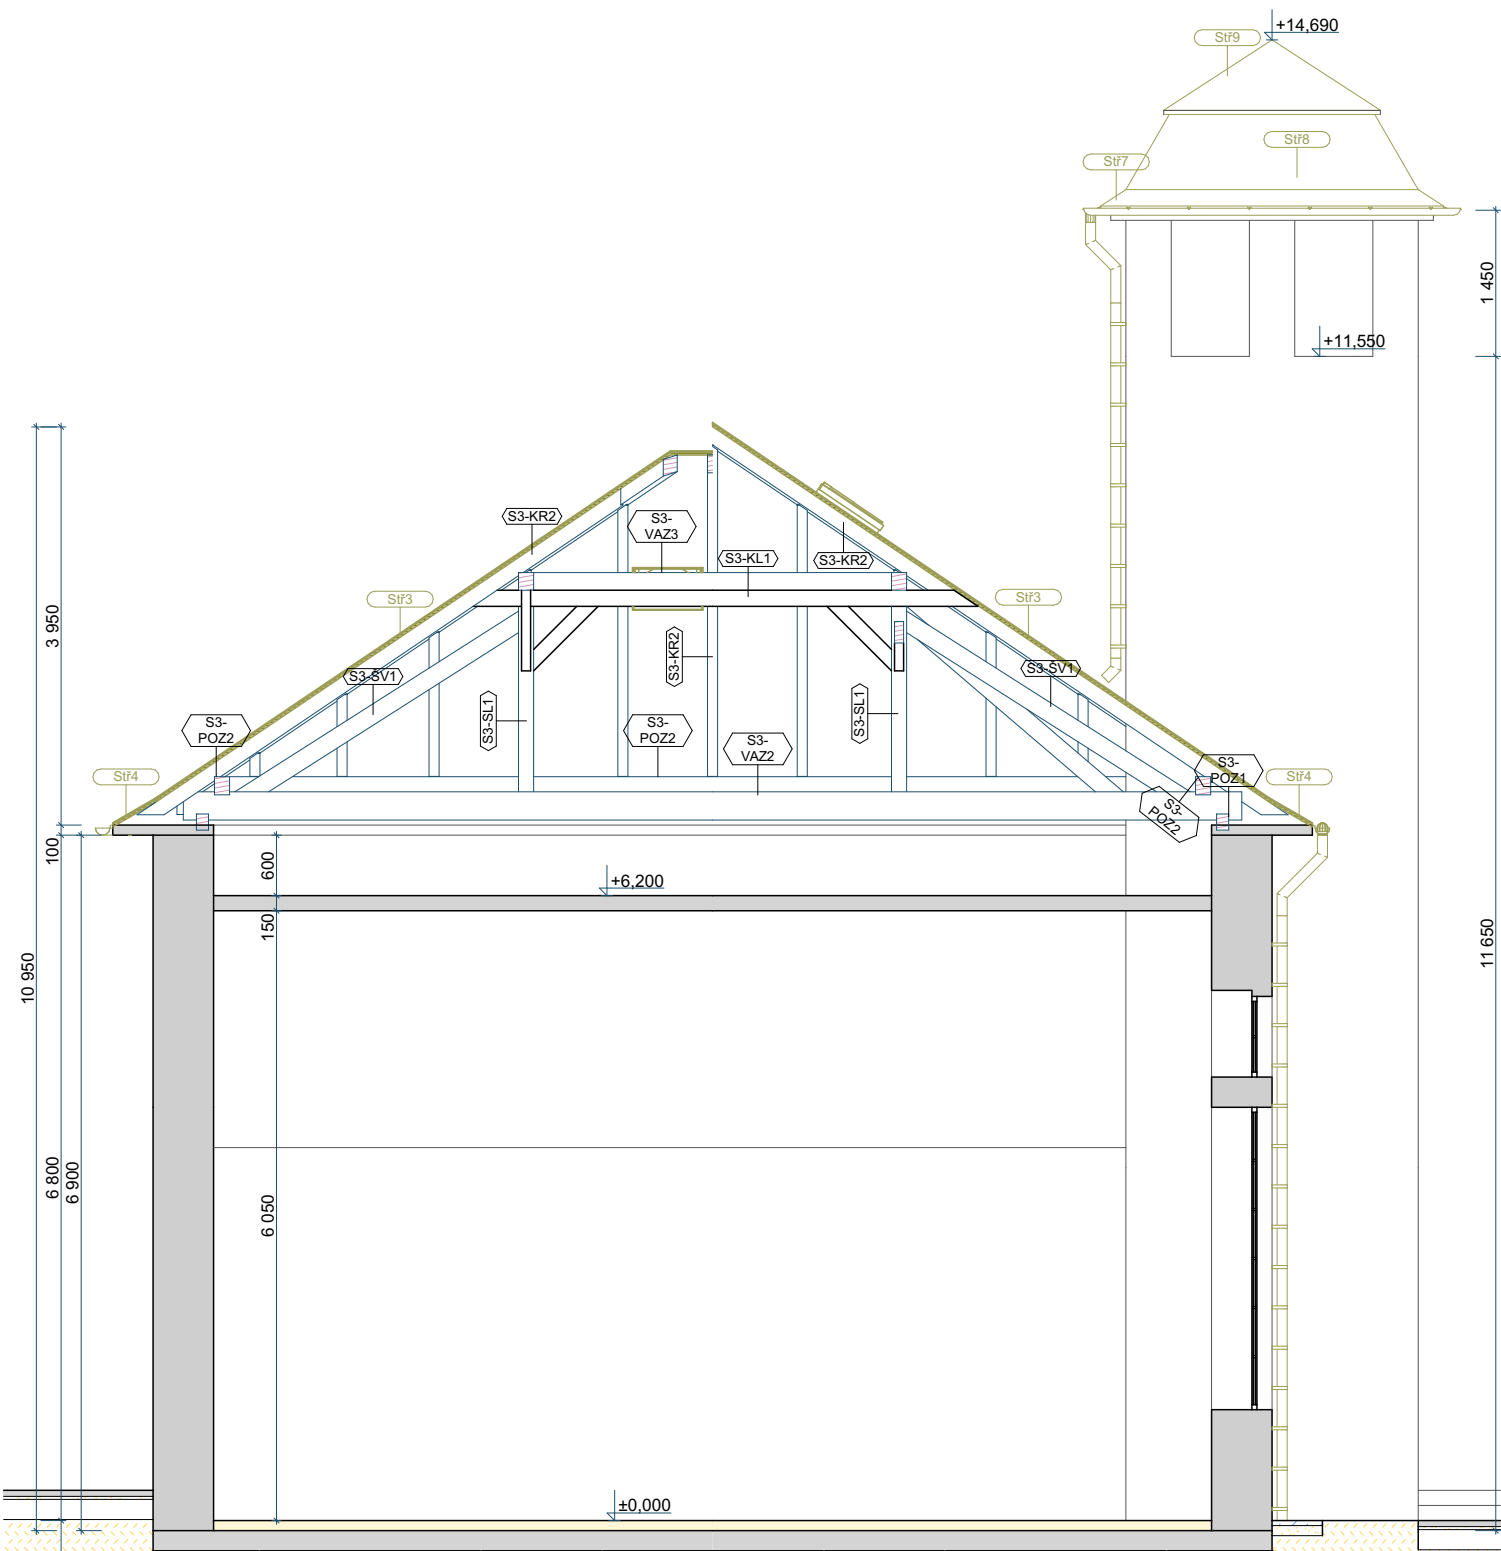 +14,690
Stř9
Stř8
Stř7
1 450
+11,550
S3-KR2
S3-
VAZ3
S3-KL1
S3-KR2
Stř3
Stř3
3 950
S3-KR2
S3-SV1
S3-SV1
S3-SL1
S3-SL1
S3-
POZ2
S3-
POZ2
S3-
VAZ2
S3-
POZ1
S3-
POZ2
Stř4
Stř4
100
600
+6,200
150
10 950
11 650
6 800
6 900
6 050
±0,000